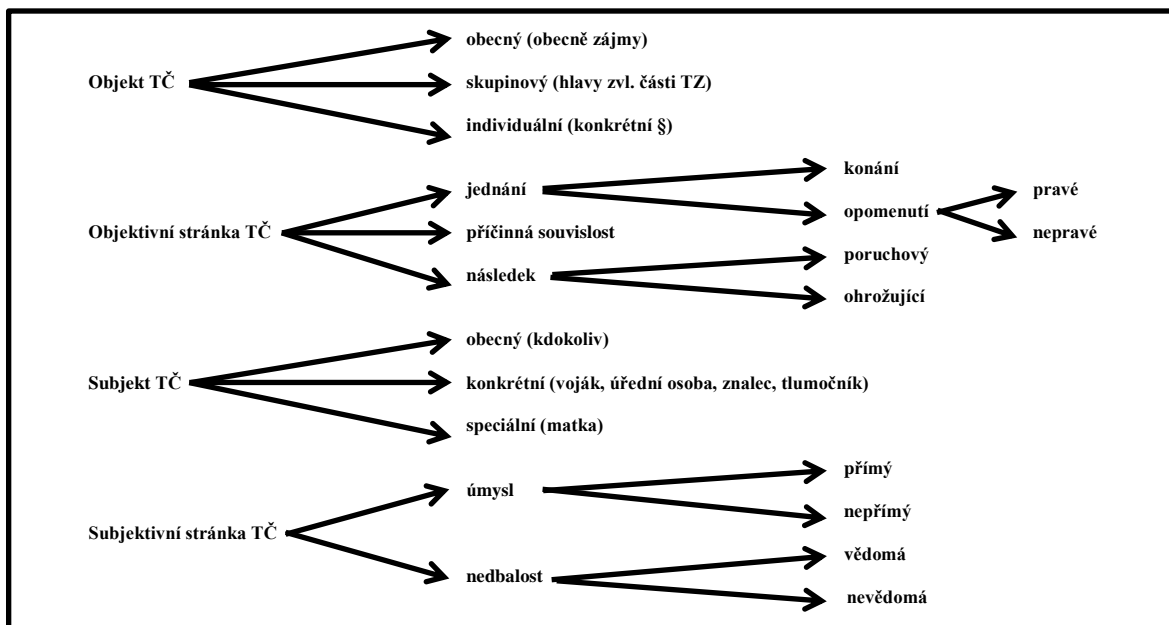 obecný (obecně zájmy)
Objekt TČ
skupinový (hlavy zvl. části TZ)
individuální (konkrétní §)
konání
jednání
pravé
opomenutí
Objektivní stránka TČ
příčinná souvislost
nepravé
poruchový
následek
ohrožující
obecný (kdokoliv)
Subjekt TČ
konkrétní (voják, úřední osoba, znalec, tlumočník)
speciální (matka)
přímý
úmysl
nepřímý
Subjektivní stránka TČ
vědomá
nedbalost
nevědomá